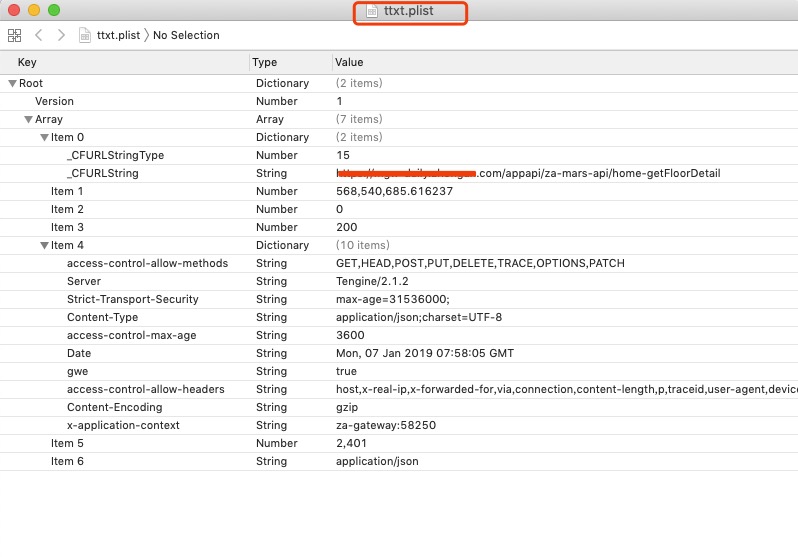 ttxt.plist
ttxt.plist No Selection
Key Type Value
Root Dictionary (2 items)
Version Number 1
Array Array (7 items)
Item 0 Dictionary (2 items)
_CFURLStringType Number 15
_CFURLString String .com/appapi/za-mars-api/home-getFloorDetail
Item 1 Number 568,540,685.616237
Item 2 Number 0
Item 3 Number 200
Item 4 Dictionary (10 items)
access-control-allow-methods String GET,HEAD,POST,PUT,DELETE,TRACE,OPTIONS,PATCH
Server String Tengine/2.1.2
Strict-Transport-Security String max-age=31536000;
Content-Type String application/json;charset=UTF-8
access-control-max-age String 3600
Date String Mon, 07 Jan 2019 07:58:05 GMT
gwe String true
access-control-allow-headers String host,x-real-ip,x-forwarded-for,via,connection,content-length,p,traceid,user-agent,device
Content-Encoding String gzip
x-application-context String za-gateway:58250
Item 5 Number 2,401
Item 6 String application/json